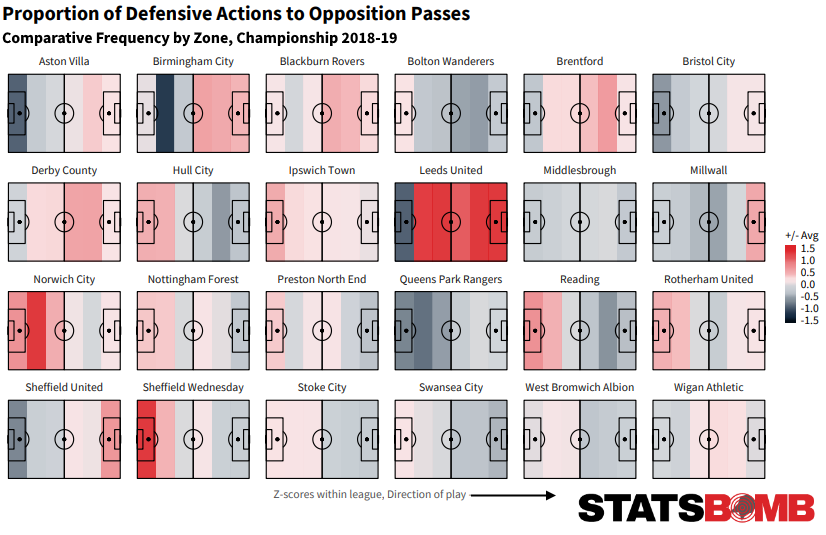 Proportion of Defensive Actions to Opposition Passes
Comparative Frequency by Zone, Championship 2018-19
Aston Villa Birmingham City Blackburn Rovers Bolton Wanderers Brentford Bristol City
Derby County Hull City Ipswich Town Leeds United Middlesbrough Millwall
+/- Avg
1.5
1.0
0.5
0.0
-0.5
-1.0
-1.5
Norwich City Nottingham Forest Preston North End Queens Park Rangers Reading Rotherham United
Sheffield United Sheffield Wednesday Stoke City Swansea City West Bromwich Albion Wigan Athletic
Z-scores within league, Direction of play
STATSBOMB